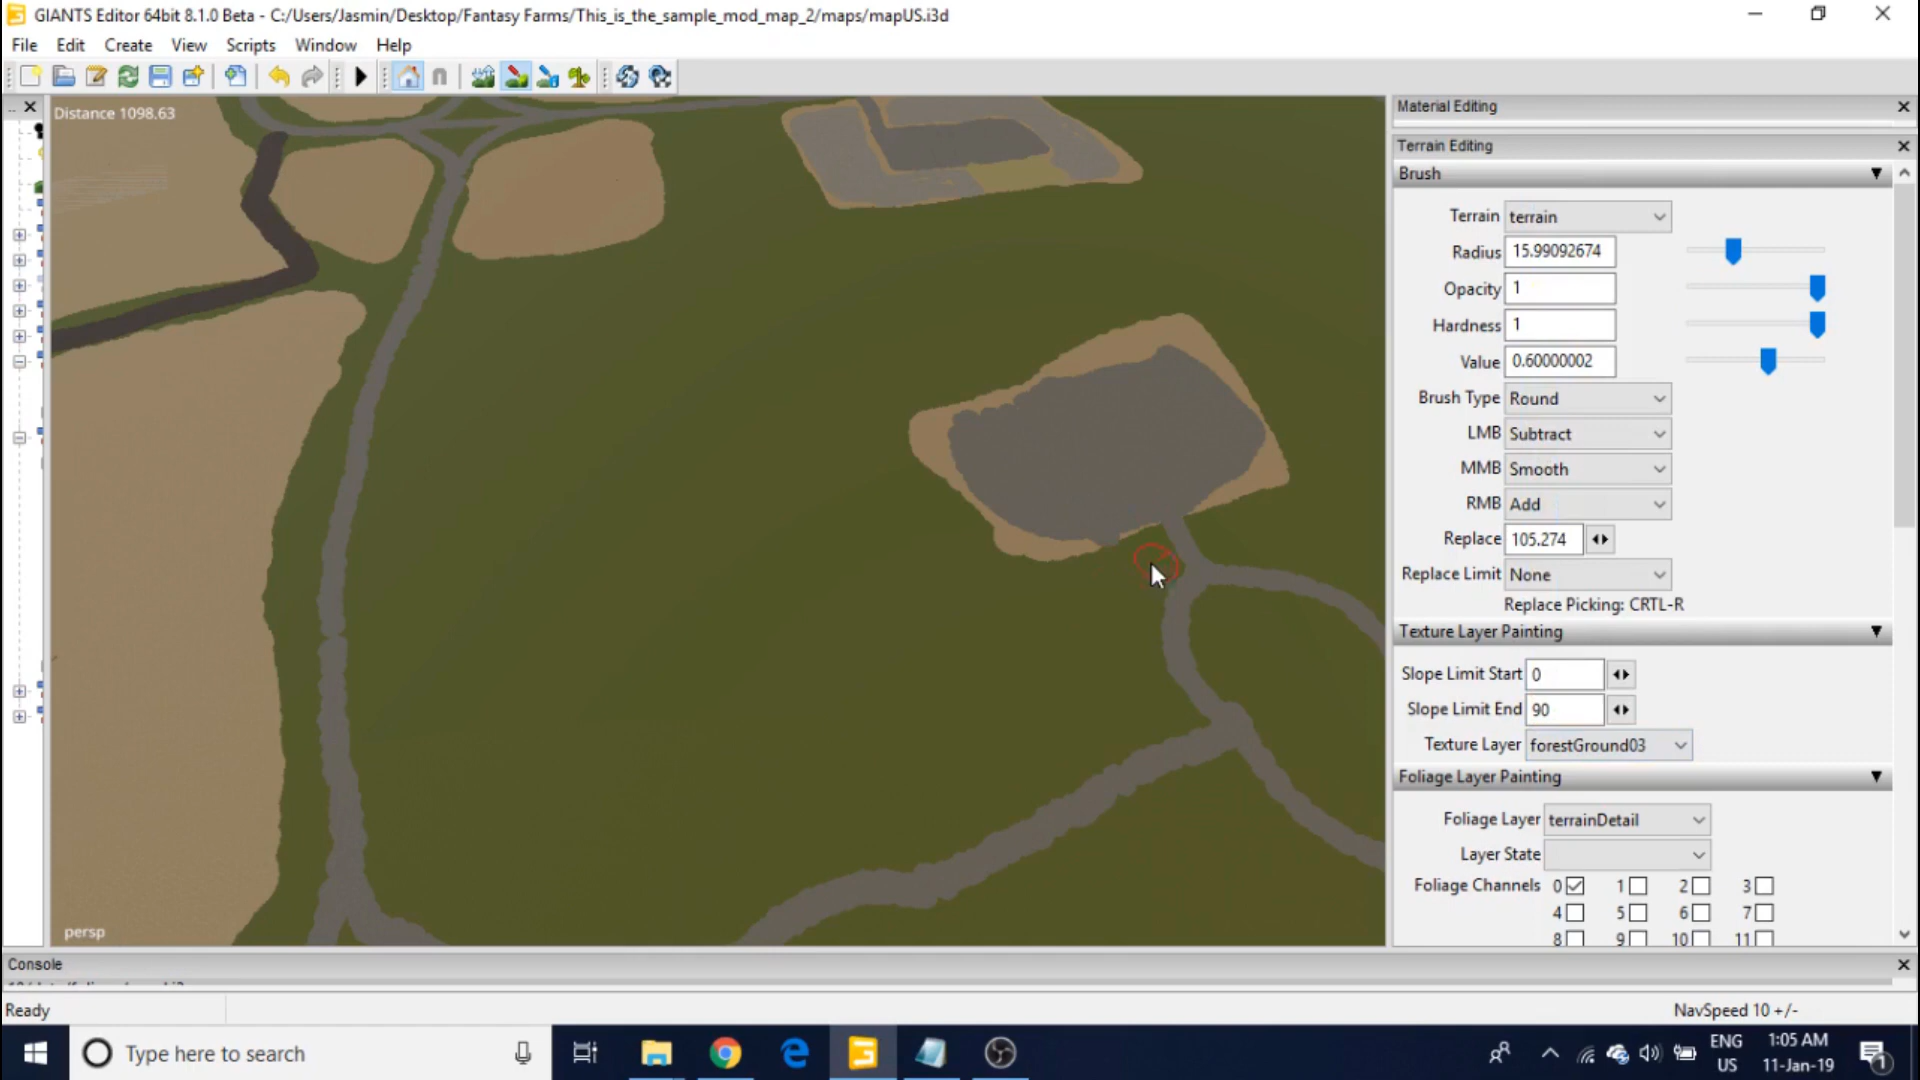 GIANTS Editor 64bit 8.1.0 Beta - C:/Users/Jasmin/Desktop/Fantasy Farms/This_is_the_sample_mod_map_2/maps/mapUS.i3d
File Edit Create View Scripts Window Help
Distance 1098.63
Material Editing
Terrain Editing
Brush
Terrain terrain
Radius 15.99092674
Opacity 1
Hardness 1
Value 0.60000002
Brush Type Round
LMB Subtract
MMB Smooth
RMB Add
Replace 105.274
Replace Limit None
Replace Picking: CRTL-R
Texture Layer Painting
Slope Limit Start 0
Slope Limit End 90
Texture Layer forestGround03
Foliage Layer Painting
Foliage Layer terrainDetail
Layer State
Foliage Channels 0 1 2 3
4 5 6 7
8 9 10 11
persp
Console
Ready
NavSpeed 10 +/-
Type here to search
ENG
US
1:05 AM
11-Jan-19
1